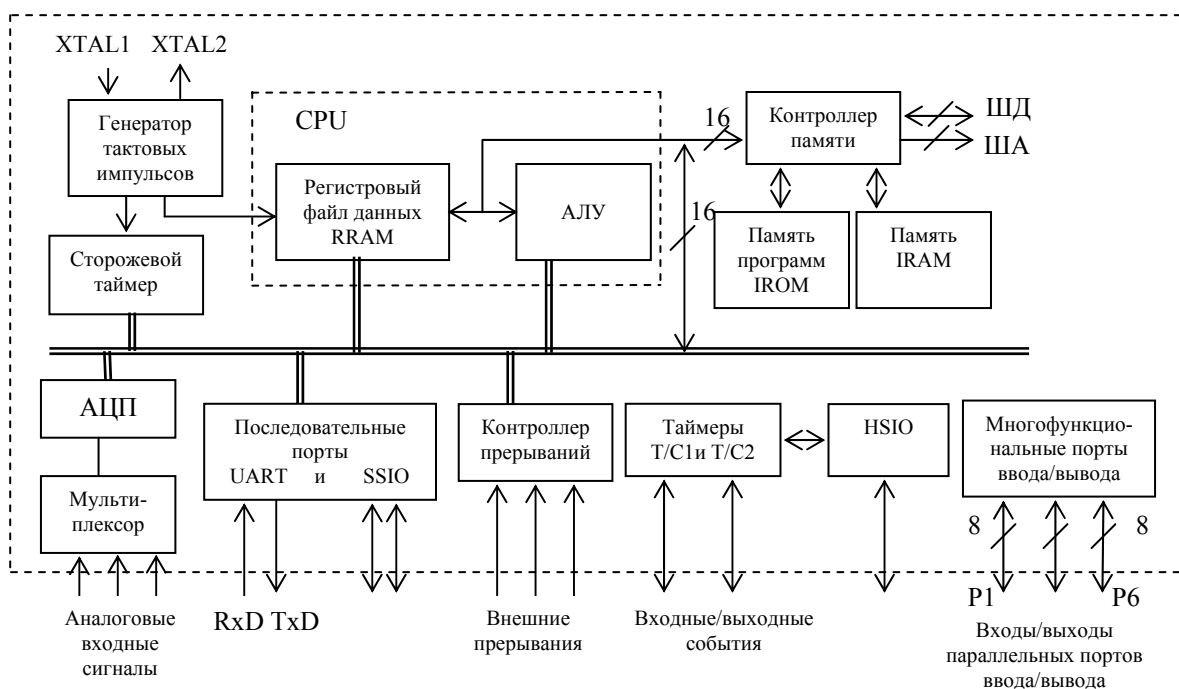 XTAL1 XTAL2
Генератор
тактовых
импульсов
Сторожевой
таймер
CPU
Регистровый
файл данных
RRAM
АЛУ
16
16
Контроллер
памяти
ШД
ША
Память
программ
IROM
Память
IRAM
АЦП
Мульти-
плексор
Последовательные
порты
UART и SSIO
Контроллер
прерываний
Таймеры
T/C1и T/C2
HSIO
Многофункцио-
нальные порты
ввода/вывода
8 8
Аналоговые
входные
сигналы
RxD TxD
Внешние
прерывания
Входные/выходные
события
P1 P6
Входы/выходы
параллельных портов
ввода/вывода